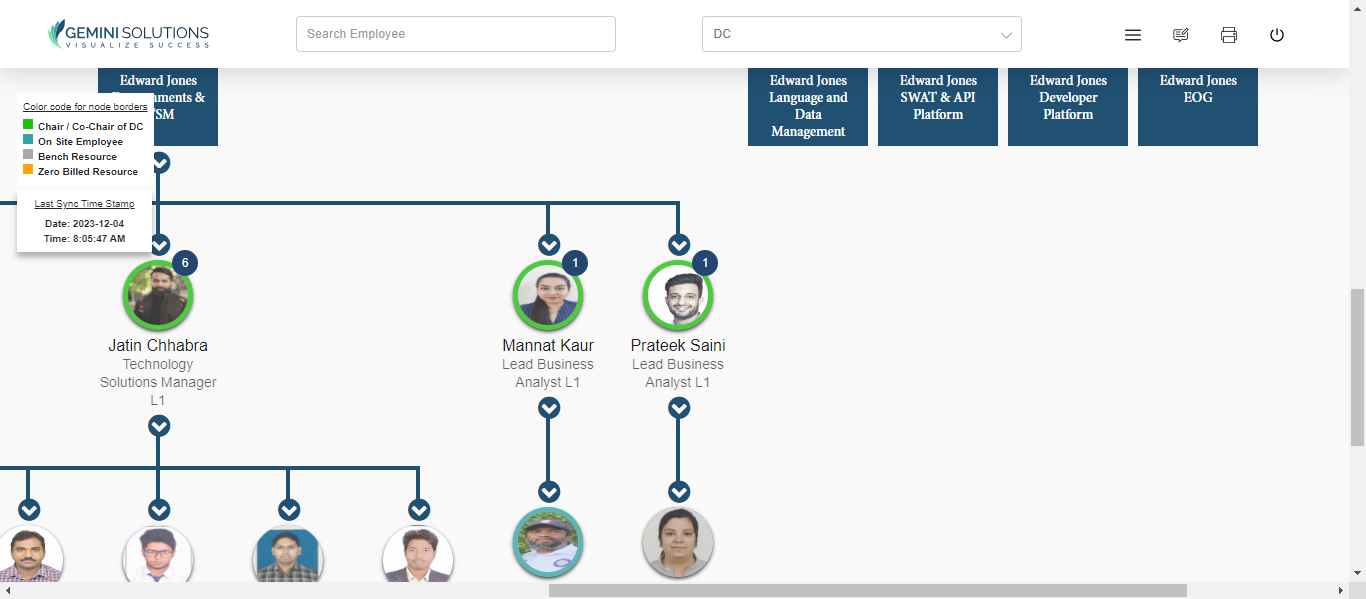 GEMINI SOLUTIONS
VISUALIZE SUCCESS
Search Employee
DC
Edward Jones
nments &
SM
Edward Jones
Language and
Data
Management
Edward Jones
SWAT & API
Platform
Edward Jones
Developer
Platform
Edward Jones
EOG
Color code for node borders
Chair / Co-Chair of DC
On Site Employee
Bench Resource
Zero Billed Resource
Last Sync Time Stamp
Date: 2023-12-04
Time: 8:05:47 AM
6
Jatin Chhabra
Technology
Solutions Manager
L1
1
Mannat Kaur
Lead Business
Analyst L1
1
Prateek Saini
Lead Business
Analyst L1